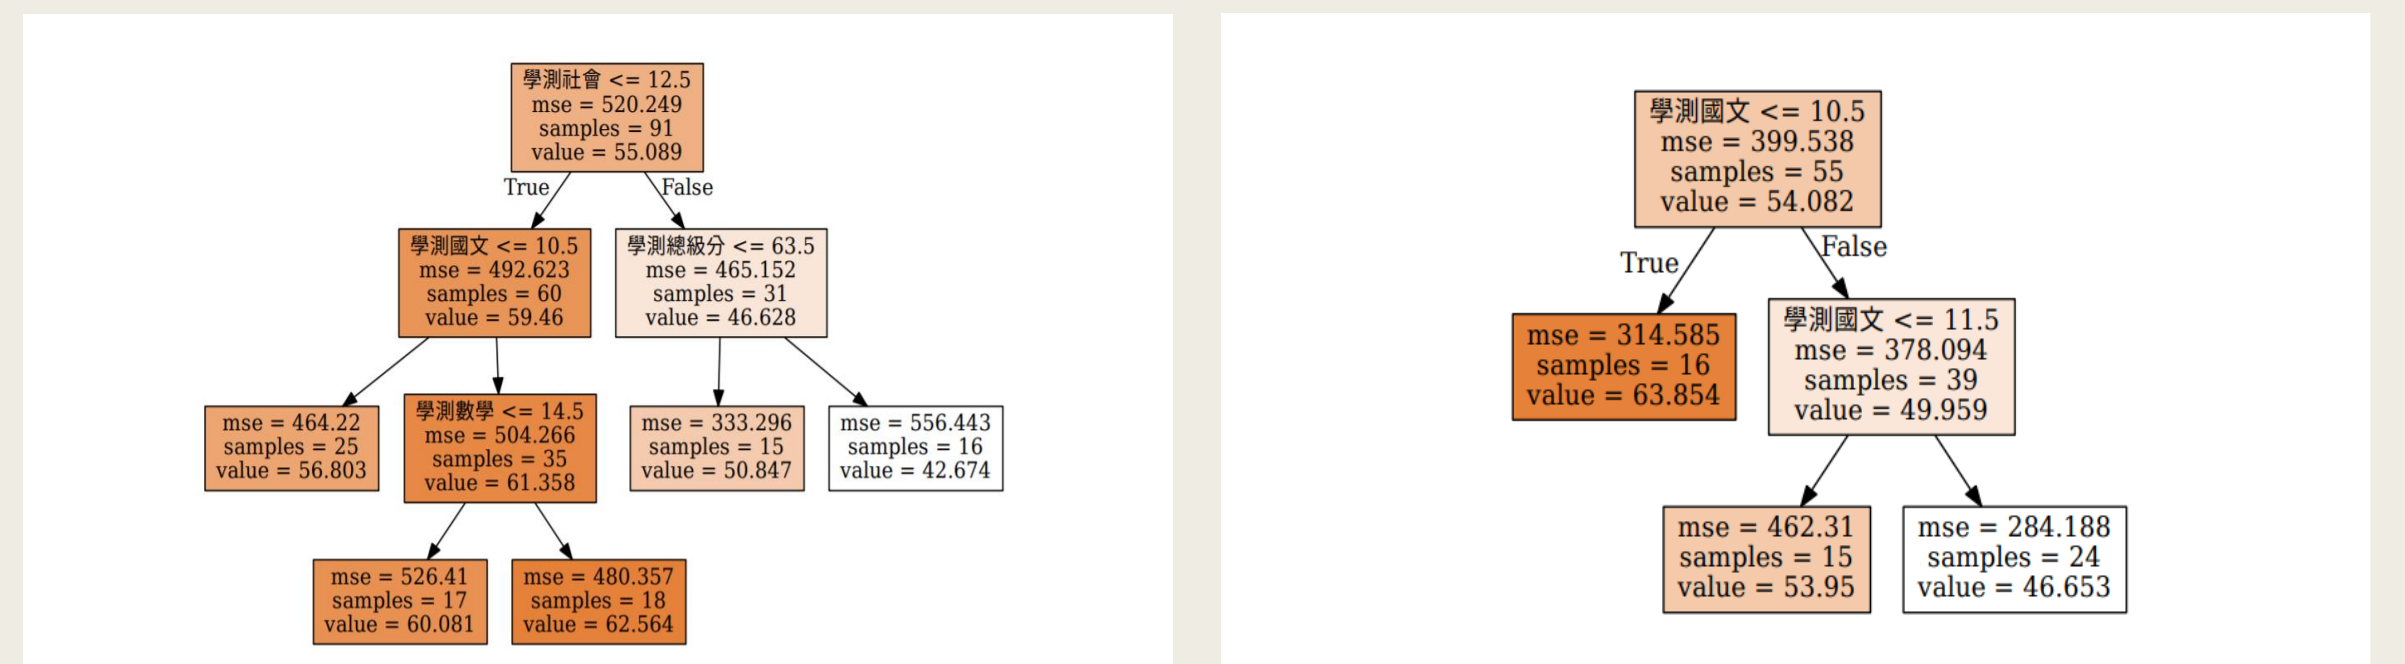 學測社會 <= 12.5
mse = 520.249
samples = 91
value = 55.089
True
False
學測國文 <= 10.5
mse = 492.623
samples = 60
value = 59.46
學測總級分 <= 63.5
mse = 465.152
samples = 31
value = 46.628
mse = 464.22
samples = 25
value = 56.803
學測數學 <= 14.5
mse = 504.266
samples = 35
value = 61.358
mse = 333.296
samples = 15
value = 50.847
mse = 556.443
samples = 16
value = 42.674
mse = 526.41
samples = 17
value = 60.081
mse = 480.357
samples = 18
value = 62.564
學測國文 <= 10.5
mse = 399.538
samples = 55
value = 54.082
True
False
mse = 314.585
samples = 16
value = 63.854
學測國文 <= 11.5
mse = 378.094
samples = 39
value = 49.959
mse = 462.31
samples = 15
value = 53.95
mse = 284.188
samples = 24
value = 46.653